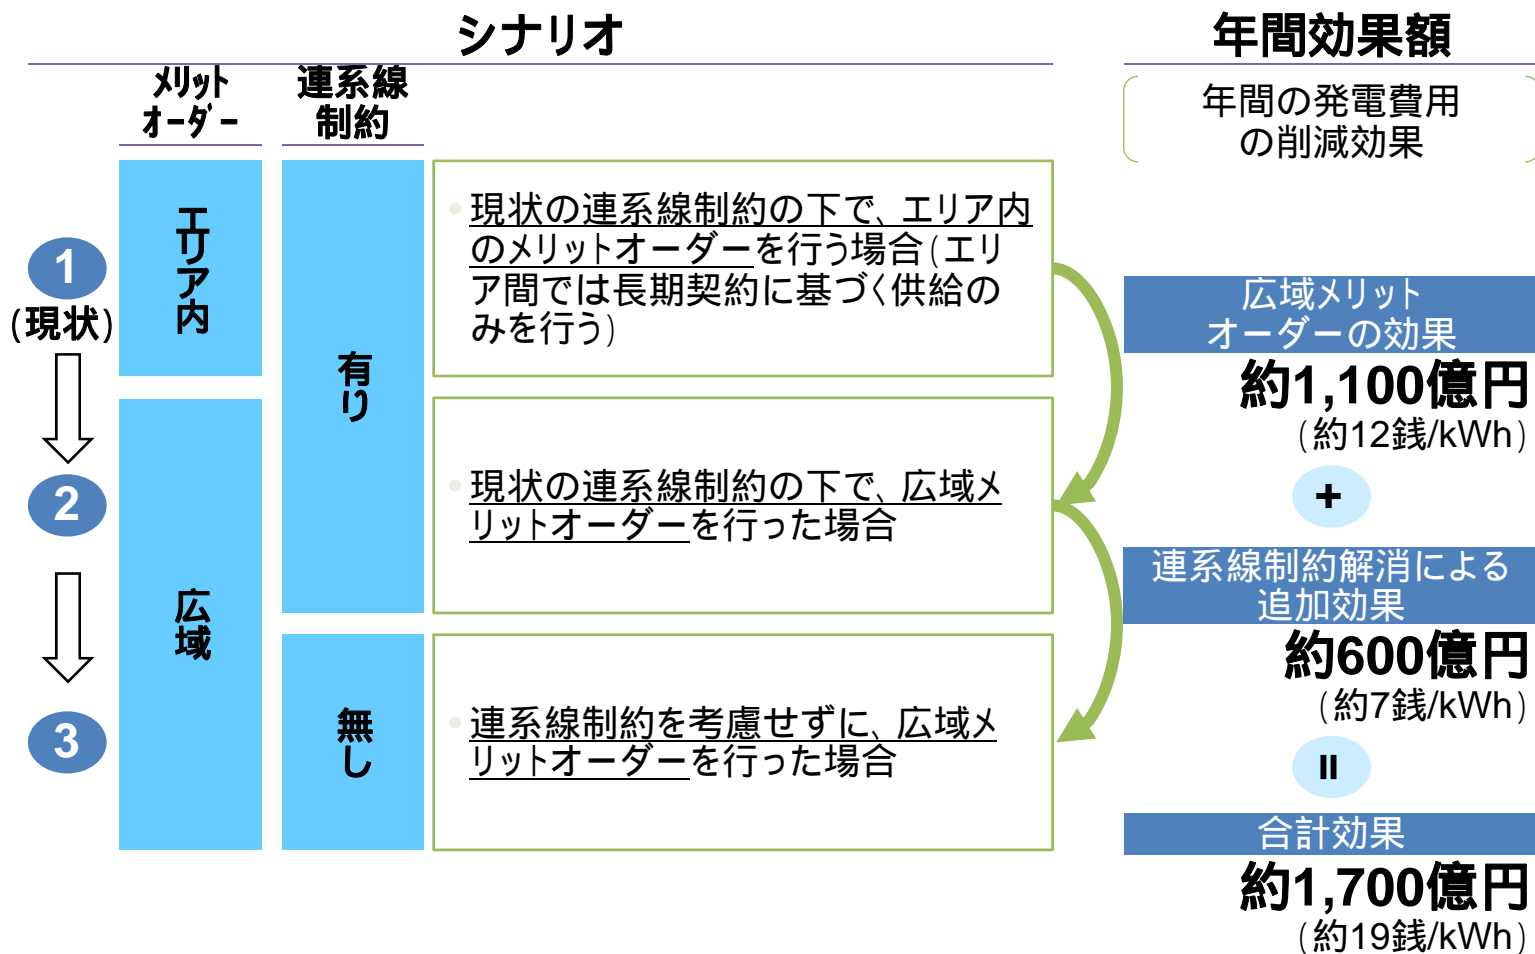 シナリオ
年間効果額
メリット
オーダー
連系線
制約
年間の発電費用
の削減効果
1
(現状)
2
3
エリア内
広域
有り
無し
•現状の連系線制約の下で、エリア内
のメリットオーダーを行う場合(エリ
ア間では長期契約に基づく供給の
みを行う)
•現状の連系線制約の下で、広域メ
リットオーダーを行った場合
•連系線制約を考慮せずに、広域メ
リットオーダーを行った場合
広域メリット
オーダーの効果
約1,100億円
(約12銭/kWh)
+
連系線制約解消による
追加効果
約600億円
(約7銭/kWh)
=
合計効果
約1,700億円
(約19銭/kWh)